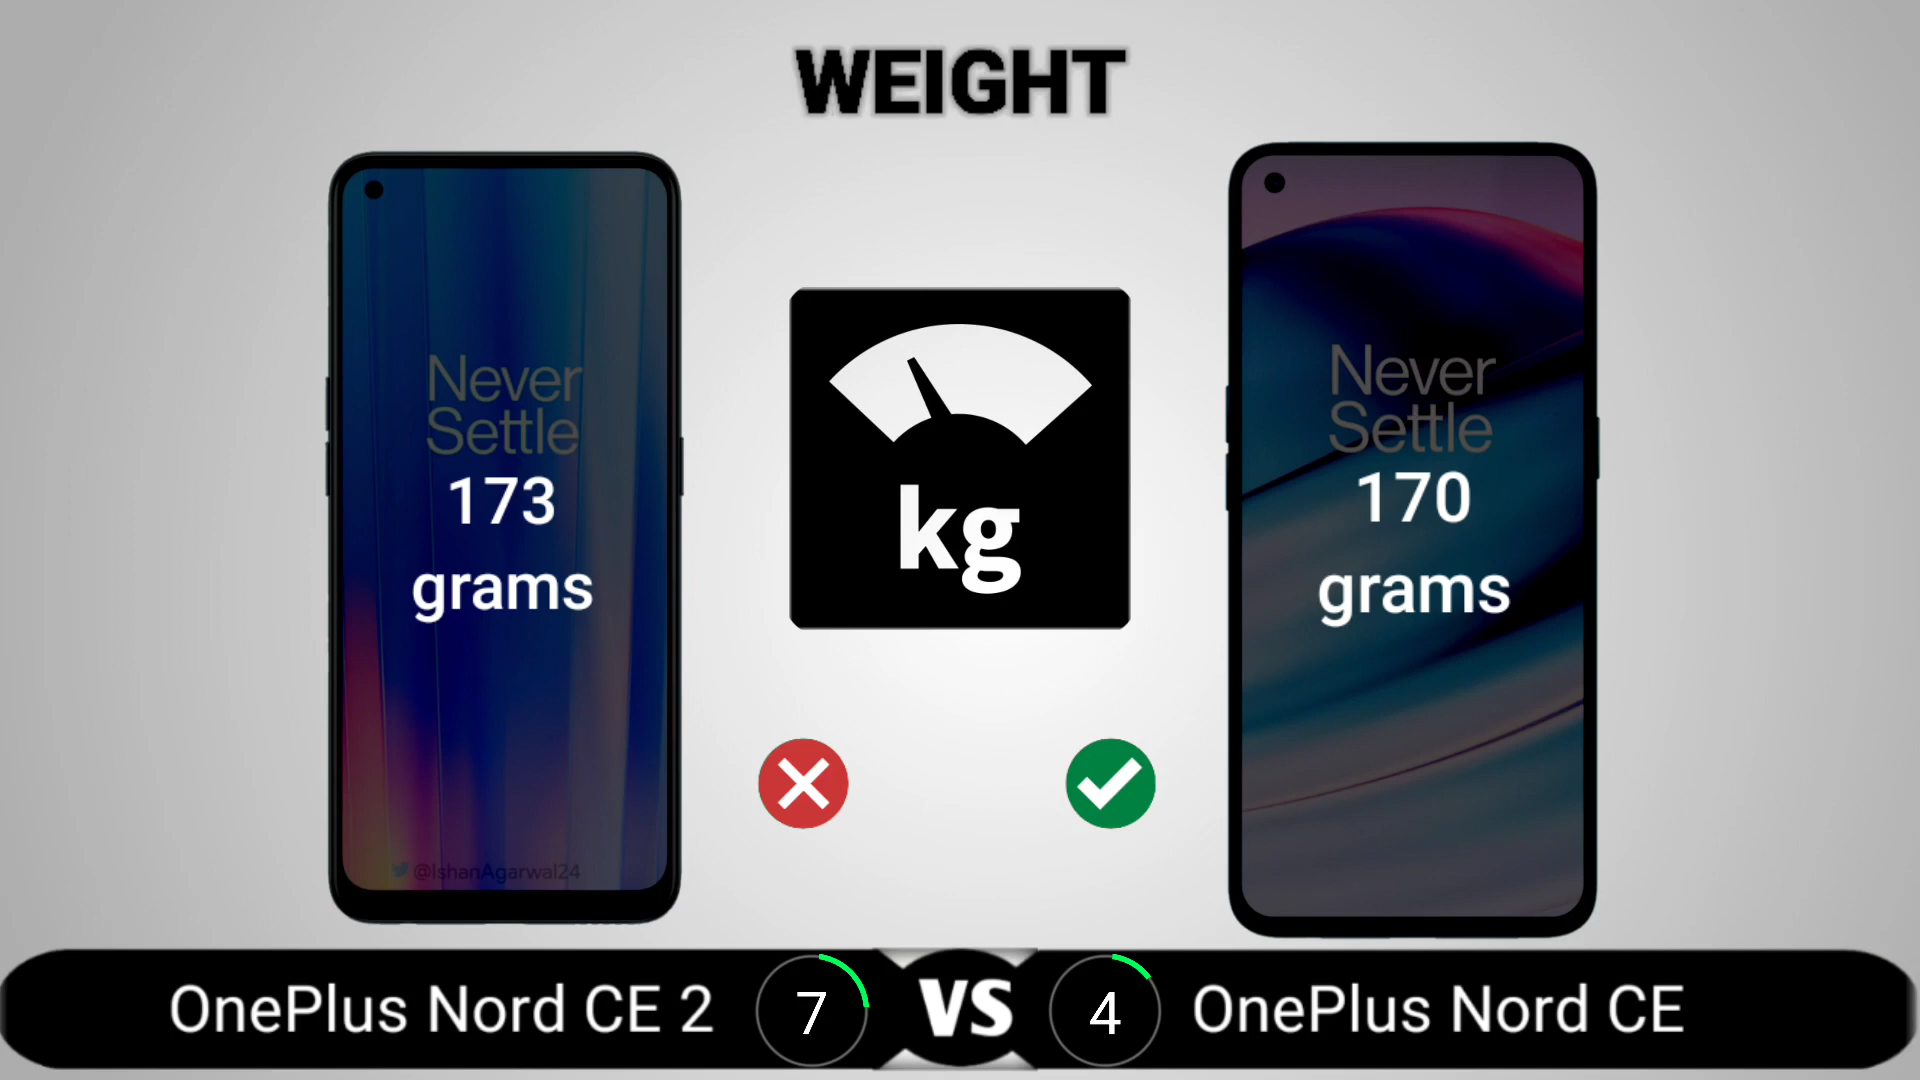 WEIGHT
Never
Settle
173
grams
@IshanAgarwal24
kg
Never
Settle
170
grams
OnePlus Nord CE 2
7
VS
4
OnePlus Nord CE